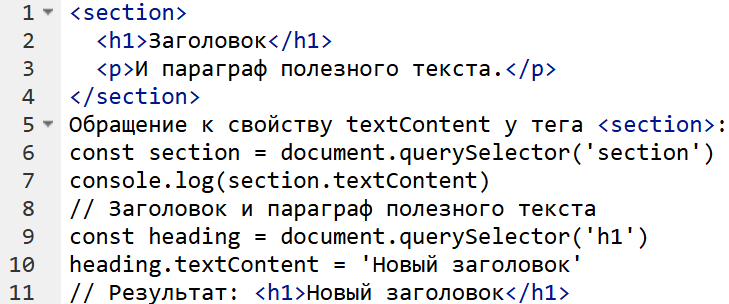 1 <section>
2 <h1>Заголовок</h1>
3 <p>И параграф полезного текста.</p>
4 </section>
5 Обращение к свойству textContent у тега <section>:
6 const section = document.querySelector('section')
7 console.log(section.textContent)
8 // Заголовок и параграф полезного текста
9 const heading = document.querySelector('h1')
10 heading.textContent = 'Новый заголовок'
11 // Результат: <h1>Новый заголовок</h1>